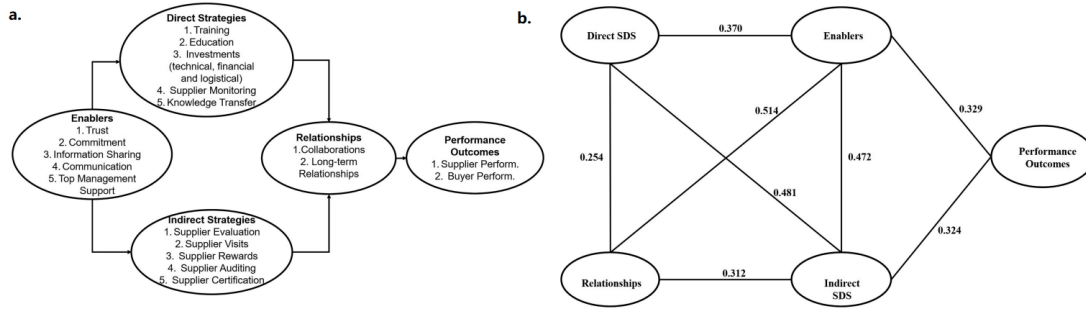 a.
Direct Strategies
1. Training
2. Education
3. Investments
(technical, financial
and logistical)
4. Supplier Monitoring
5. Knowledge Transfer
Enablers
1. Trust
2. Commitment
3. Information Sharing
4. Communication
5. Top Management
Support
Relationships
1. Collaborations
2. Long-term
Relationships
Performance
Outcomes
1. Supplier Perform.
2. Buyer Perform.
Indirect Strategies
1. Supplier Evaluation
2. Supplier Visits
3. Supplier Rewards
4. Supplier Auditing
5. Supplier Certification
b.
Direct SDS
0.370
Enablers
0.514
0.329
0.254
0.472
Performance
Outcomes
0.481
0.324
Relationships
0.312
Indirect
SDS